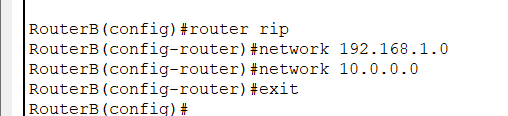 RouterB(config)#router rip
RouterB(config-router)#network 192.168.1.0
RouterB(config-router)#network 10.0.0.0
RouterB(config-router)#exit
RouterB(config)#